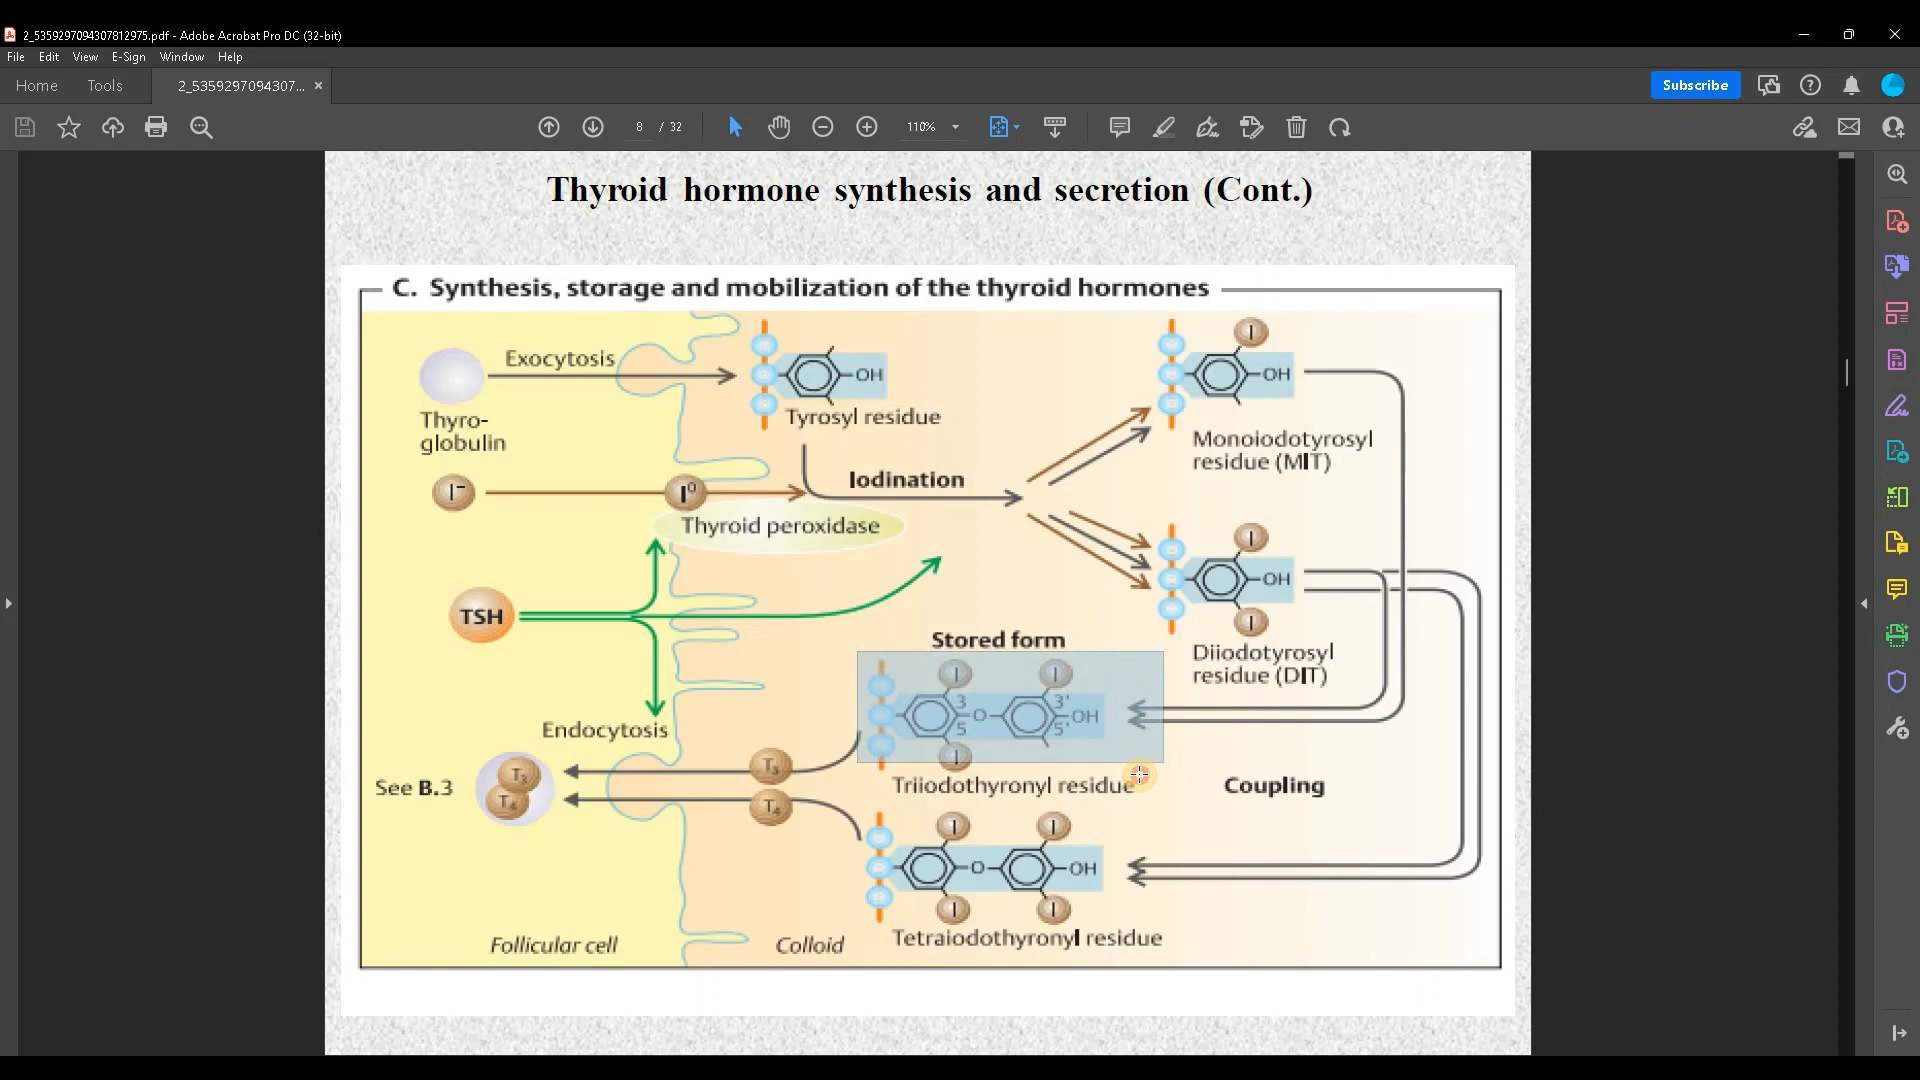 2_5359297094307812975.pdf - Adobe Acrobat Pro DC (32-bit)
File Edit View E-Sign Window Help
Home Tools 2_5359297094307... ×
Subscribe
8 / 32
110%
Thyroid hormone synthesis and secretion (Cont.)
C. Synthesis, storage and mobilization of the thyroid hormones
Exocytosis
Thyro-
globulin
OH
Tyrosyl residue
I
OH
Monoiodotyrosyl
residue (MIT)
I⁻
I⁰
Iodination
Thyroid peroxidase
I
OH
I
Diiodotyrosyl
residue (DIT)
TSH
Stored form
I I
3 3'
O OH
5 5'
I
Triiodothyronyl residue
Endocytosis
See B.3
T₃
T₄
T₃
T₄
Coupling
I I
O OH
I I
Tetraiodothyronyl residue
Follicular cell
Colloid